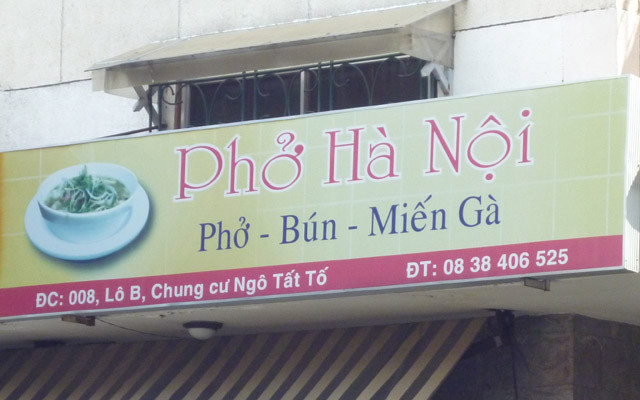 Phở Hà Nội
Phở - Bún - Miến Gà
ĐC: 008, Lô B, Chung cư Ngô Tất Tố ĐT: 08 38 406 525